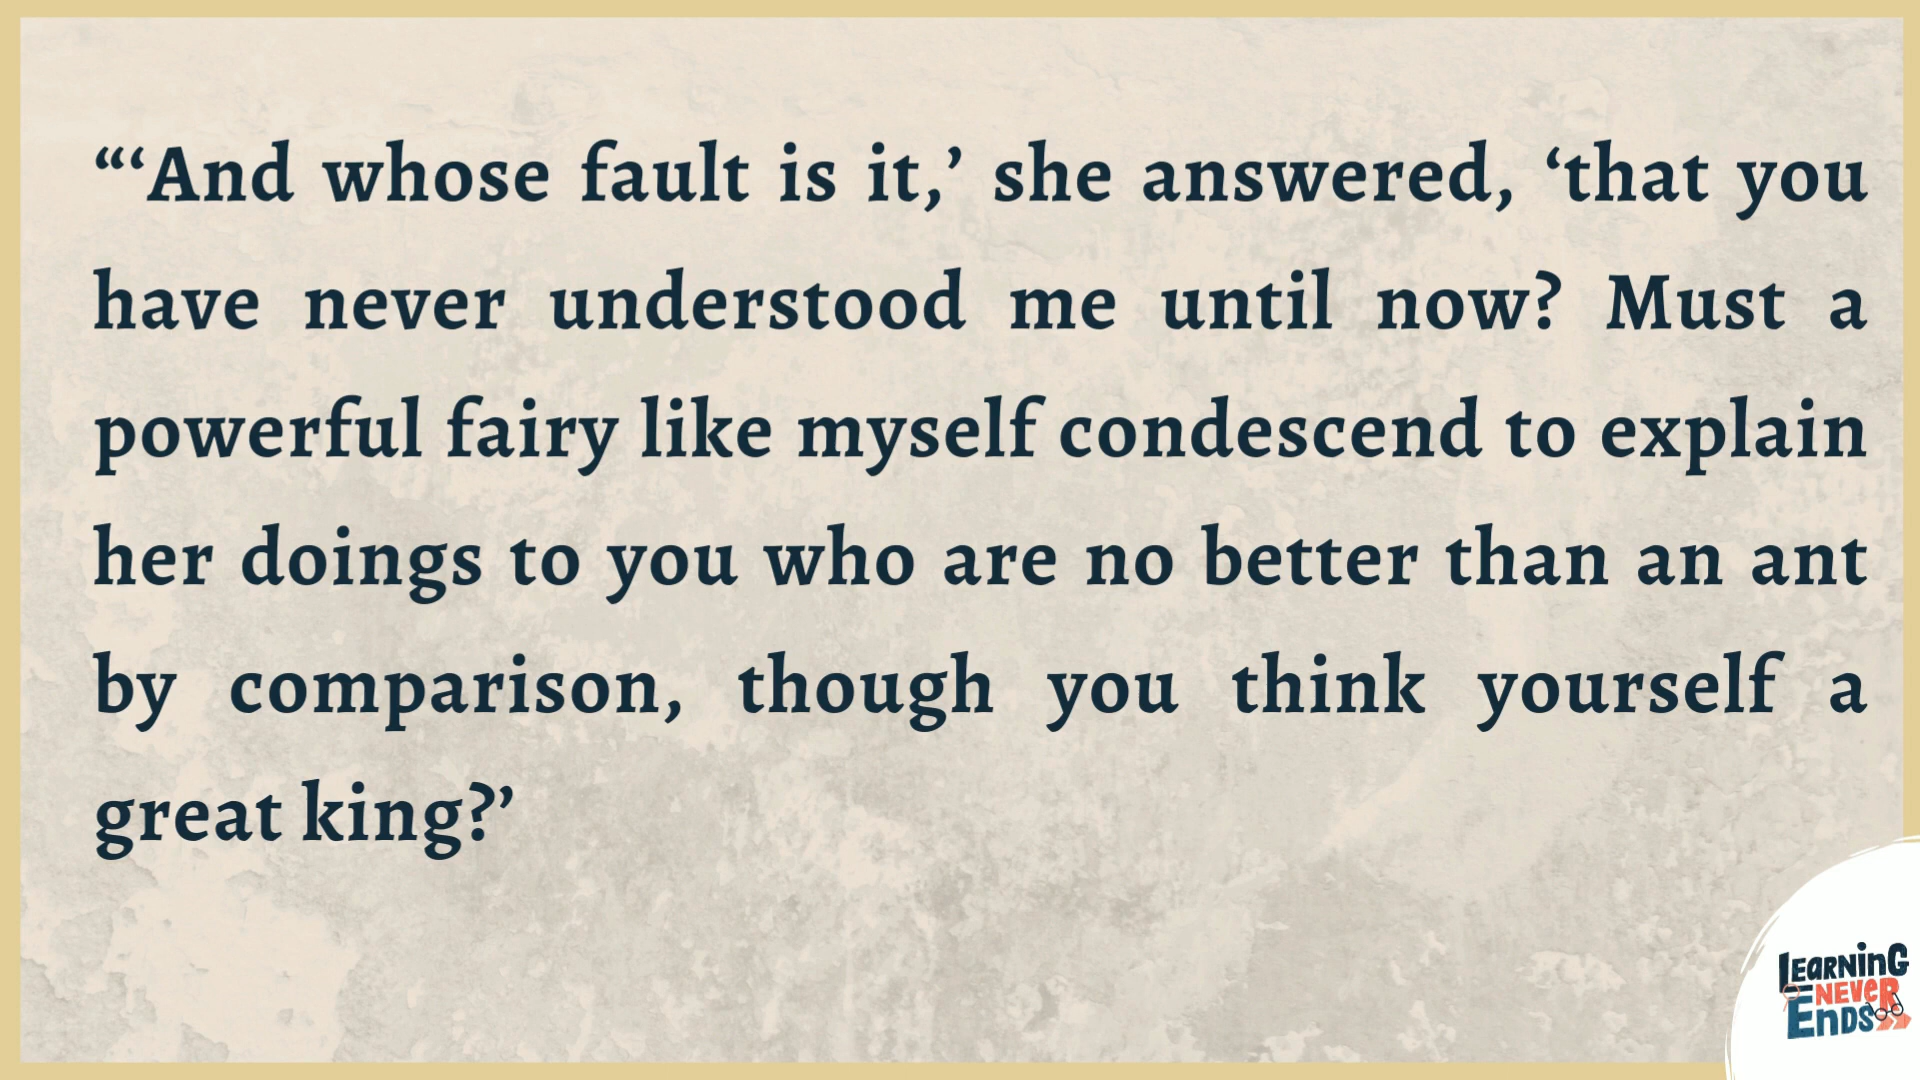 “‘And whose fault is it,’ she answered, ‘that you
have never understood me until now? Must a
powerful fairy like myself condescend to explain
her doings to you who are no better than an ant
by comparison, though you think yourself a
great king?’
LEARNING
NEVER
ENDS